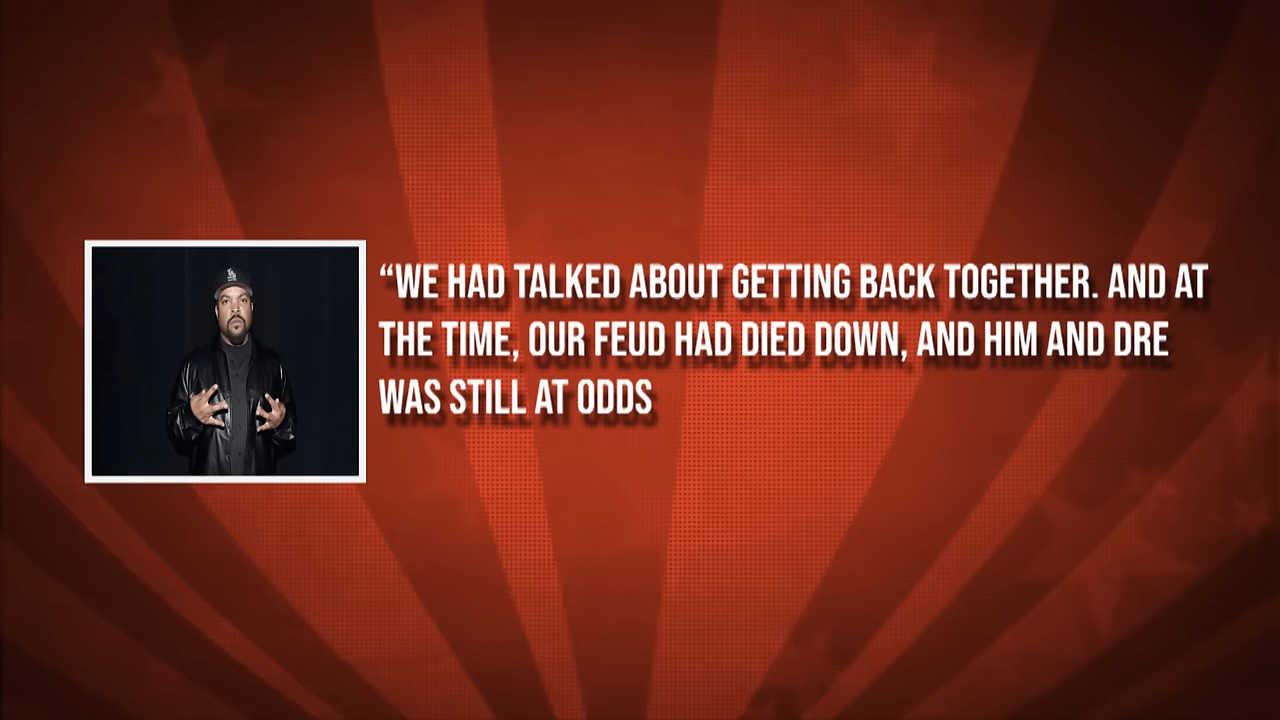 “WE HAD TALKED ABOUT GETTING BACK TOGETHER. AND AT
THE TIME, OUR FEUD HAD DIED DOWN, AND HIM AND DRE
WAS STILL AT ODDS